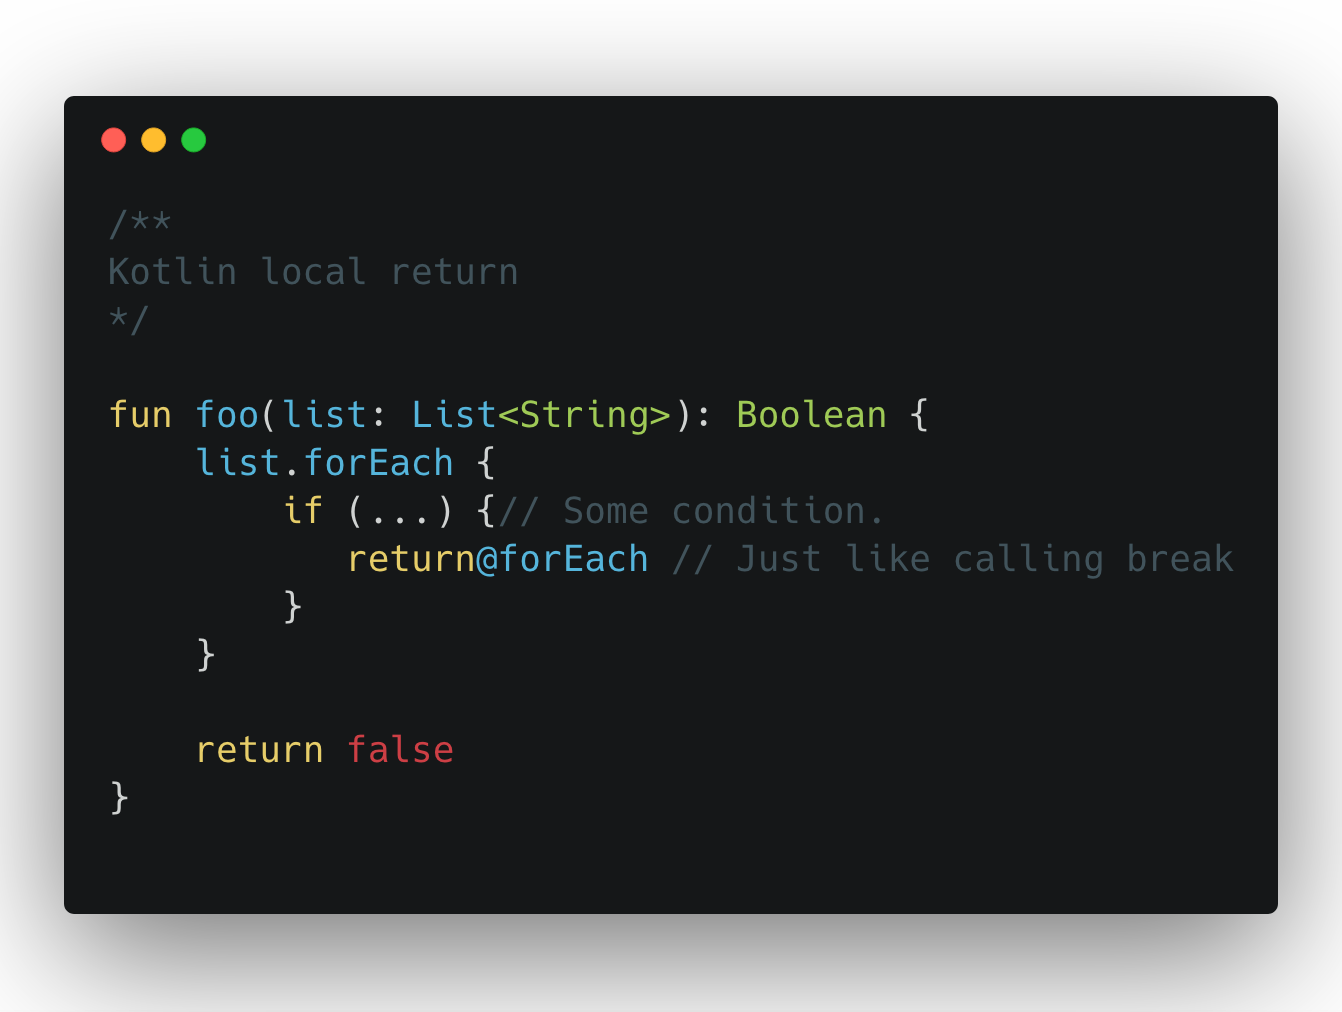 /**
Kotlin local return
*/
fun foo(list: List<String>): Boolean {
    list.forEach {
        if (...) {// Some condition.
           return@forEach // Just like calling break
        }
    }
    return false
}